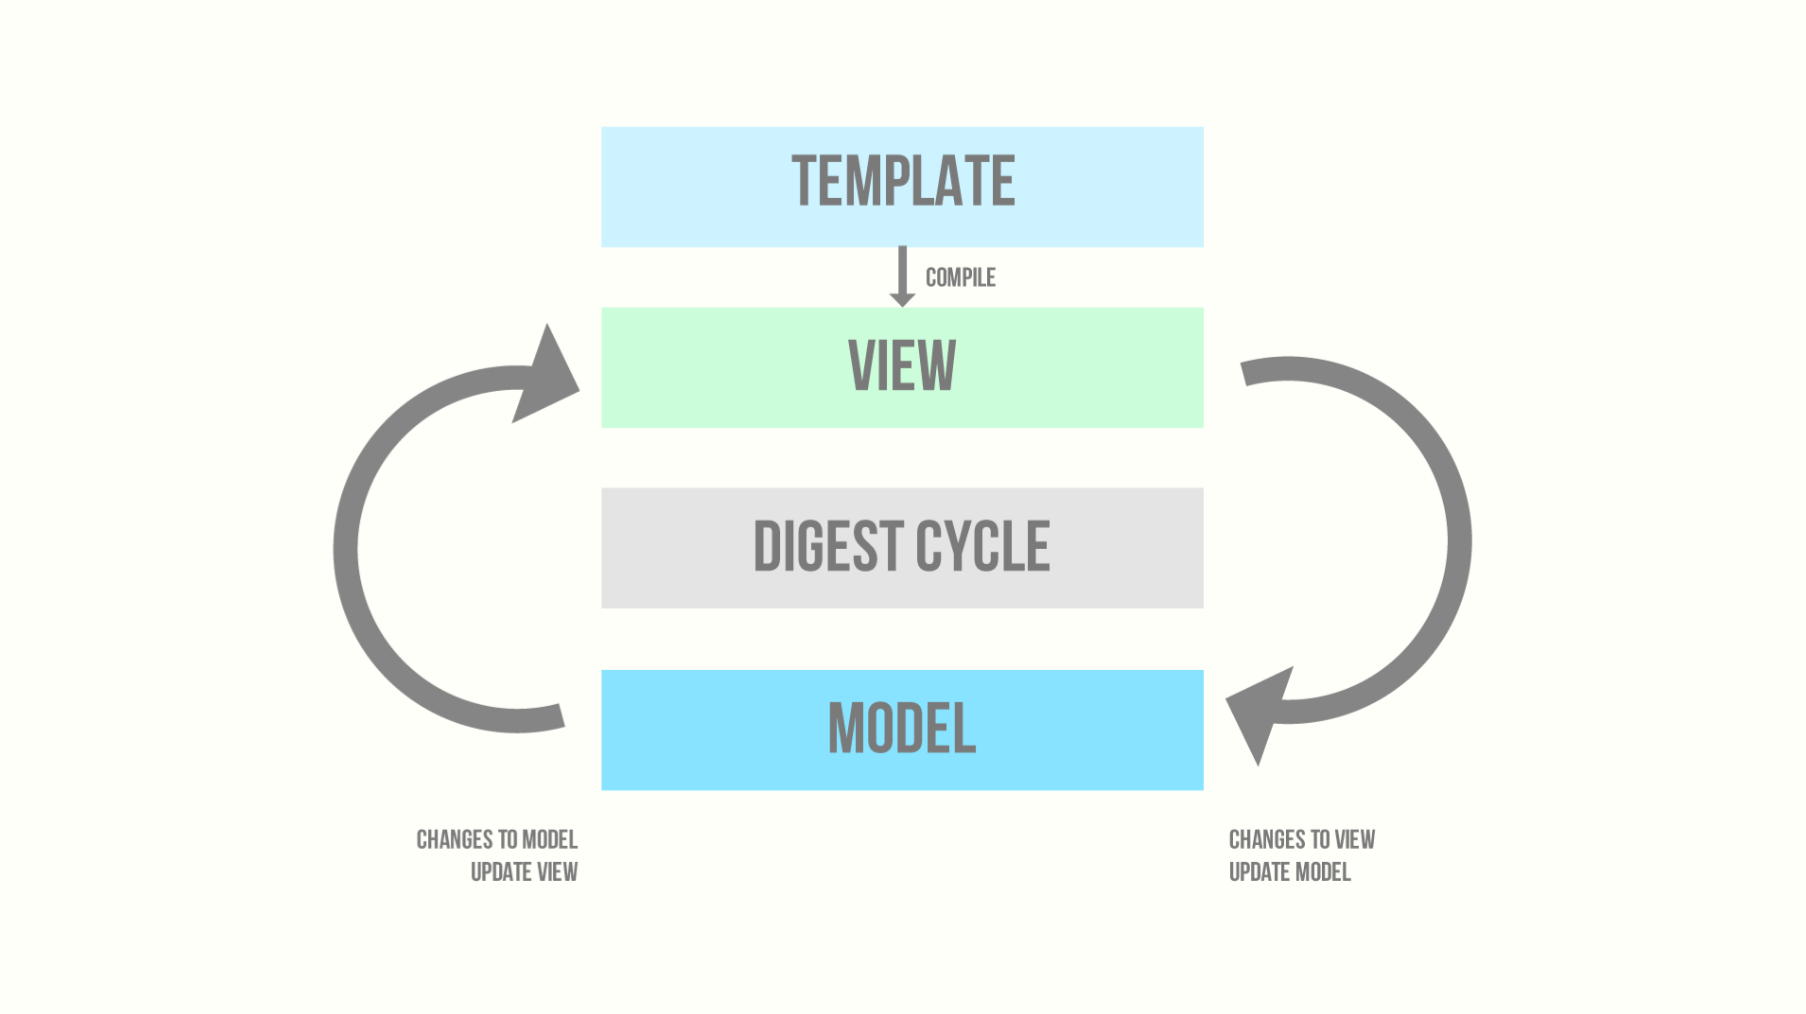 TEMPLATE
COMPILE
VIEW
DIGEST CYCLE
MODEL
CHANGES TO MODEL
UPDATE VIEW
CHANGES TO VIEW
UPDATE MODEL